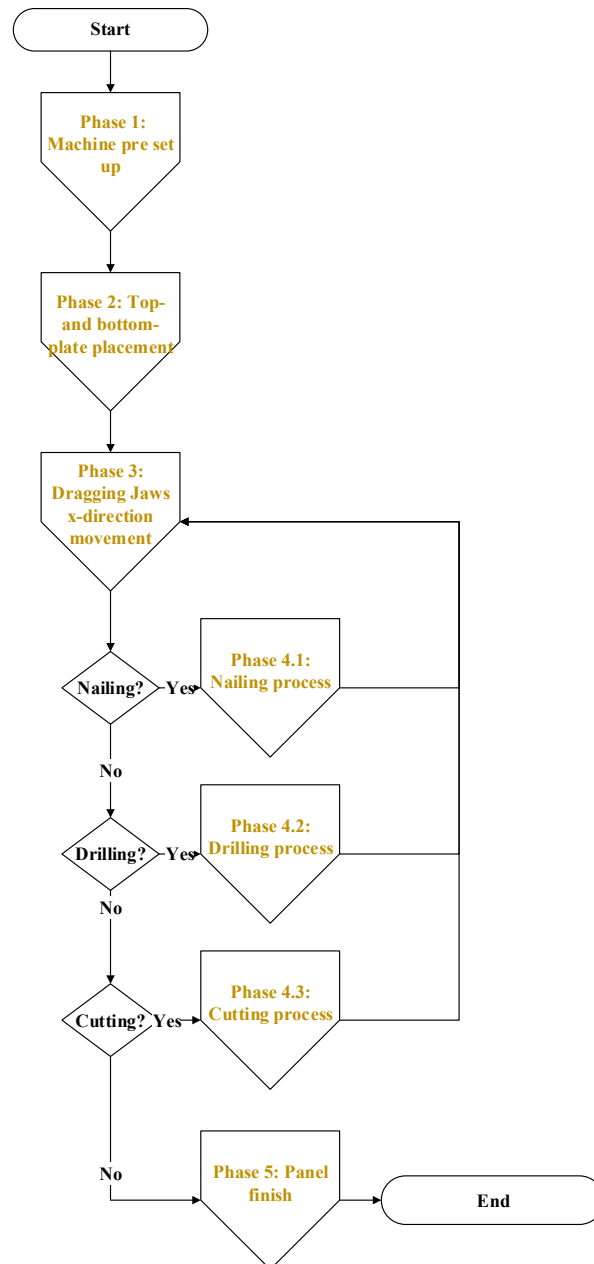 Start
Phase 1:
Machine pre set
up
Phase 2: Top-
and bottom-
plate placement
Phase 3:
Dragging Jaws
x-direction
movement
Nailing?
Yes
Phase 4.1:
Nailing process
No
Drilling?
Yes
Phase 4.2:
Drilling process
No
Cutting?
Yes
Phase 4.3:
Cutting process
No
Phase 5: Panel
finish
End